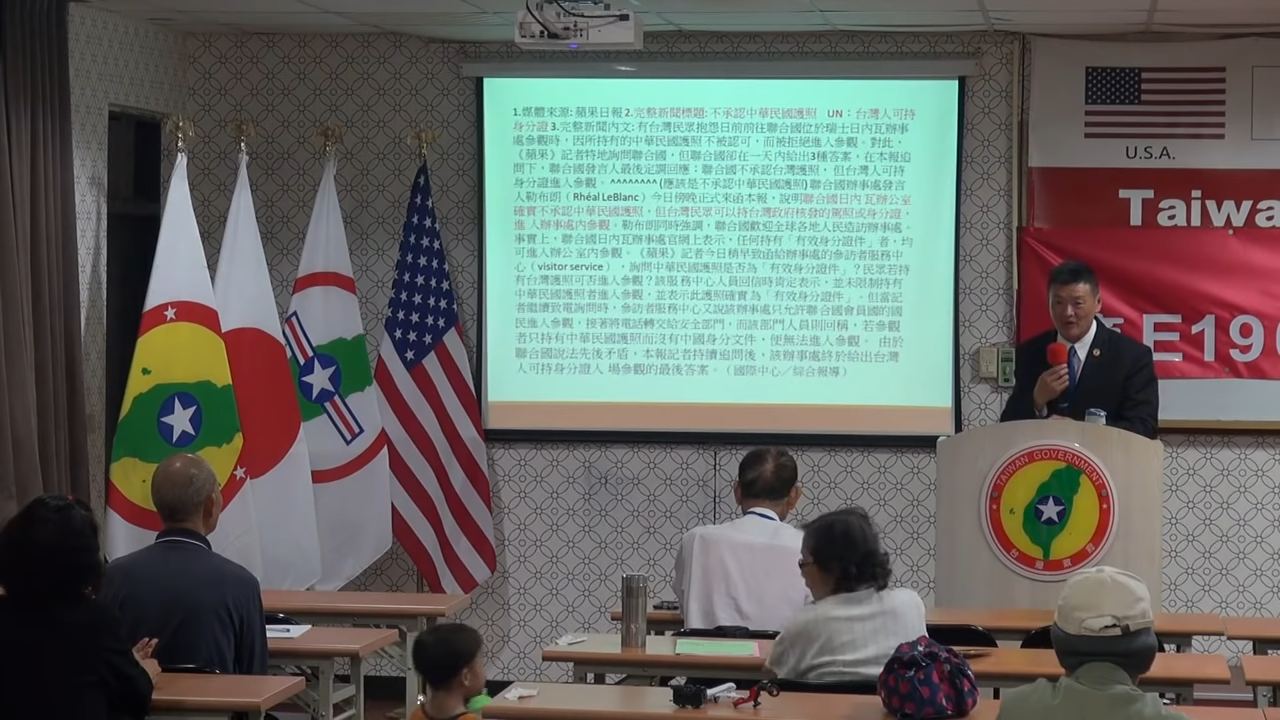 1.媒體來源:蘋果日報2.完整新聞標題:不承認中華民國護照 UN：台灣人可持
身分證3.完整新聞內文:有台灣民眾抱怨日前前往聯合國位於瑞士日內瓦辦事
處參觀時，因所持有的中華民國護照不被認可，而被拒絕進入參觀。對此，
《蘋果》記者特地詢問聯合國，但聯合國卻在一天內給出3種答案，在本報追
問下，聯合國發言人最後定調回應：聯合國在不承認台灣護照，但台灣人可持
身分證進入參觀。^^^^^^^^(應該是不承認中華民國護照)聯合國辦事處發言
人勒布朗（Rhéal LeBlanc）今日傍晚正式來函本報，說明聯合國日內瓦辦公室
確實不承認中華民國護照，但台灣民眾可以持台灣政府核發的駕照或身分證，
進入辦事處內參觀。勒布朗同時強調，聯合國歡迎全球各地人民造訪辦事處。
事實上，聯合國日內瓦辦事處官網上表示，任何持有「有效身分證件」者，均
可進入辦公室內參觀。《蘋果》記者今日稍早致函給辦事處的參訪者服務中
心（visitor service），詢問中華民國護照是否為「有效身分證件」？民眾若持
有台灣護照可否進入參觀？該服務中心人員回信時肯定表示，並未限制持有
中華民國護照者進入參觀，並表示此護照確實為「有效身分證件」。但當記
者繼續致電詢問時，參訪者服務中心又說該辦事處只允許聯合國會員國的國
民進入參觀，接著將電話轉交給安全部門，而該部門人員則回稱，若參觀
者只持有中華民國護照而沒有中國身分文件，便無法進入參觀。 由於
聯合國說法先後矛盾，本報記者持續追問後，該辦事處終於給出台灣
人可持身分證入 場參觀的最後答案。（國際中心／綜合報導）
U.S.A.
Taiwa
E19
TAIWAN GOVERNMENT
台灣政府